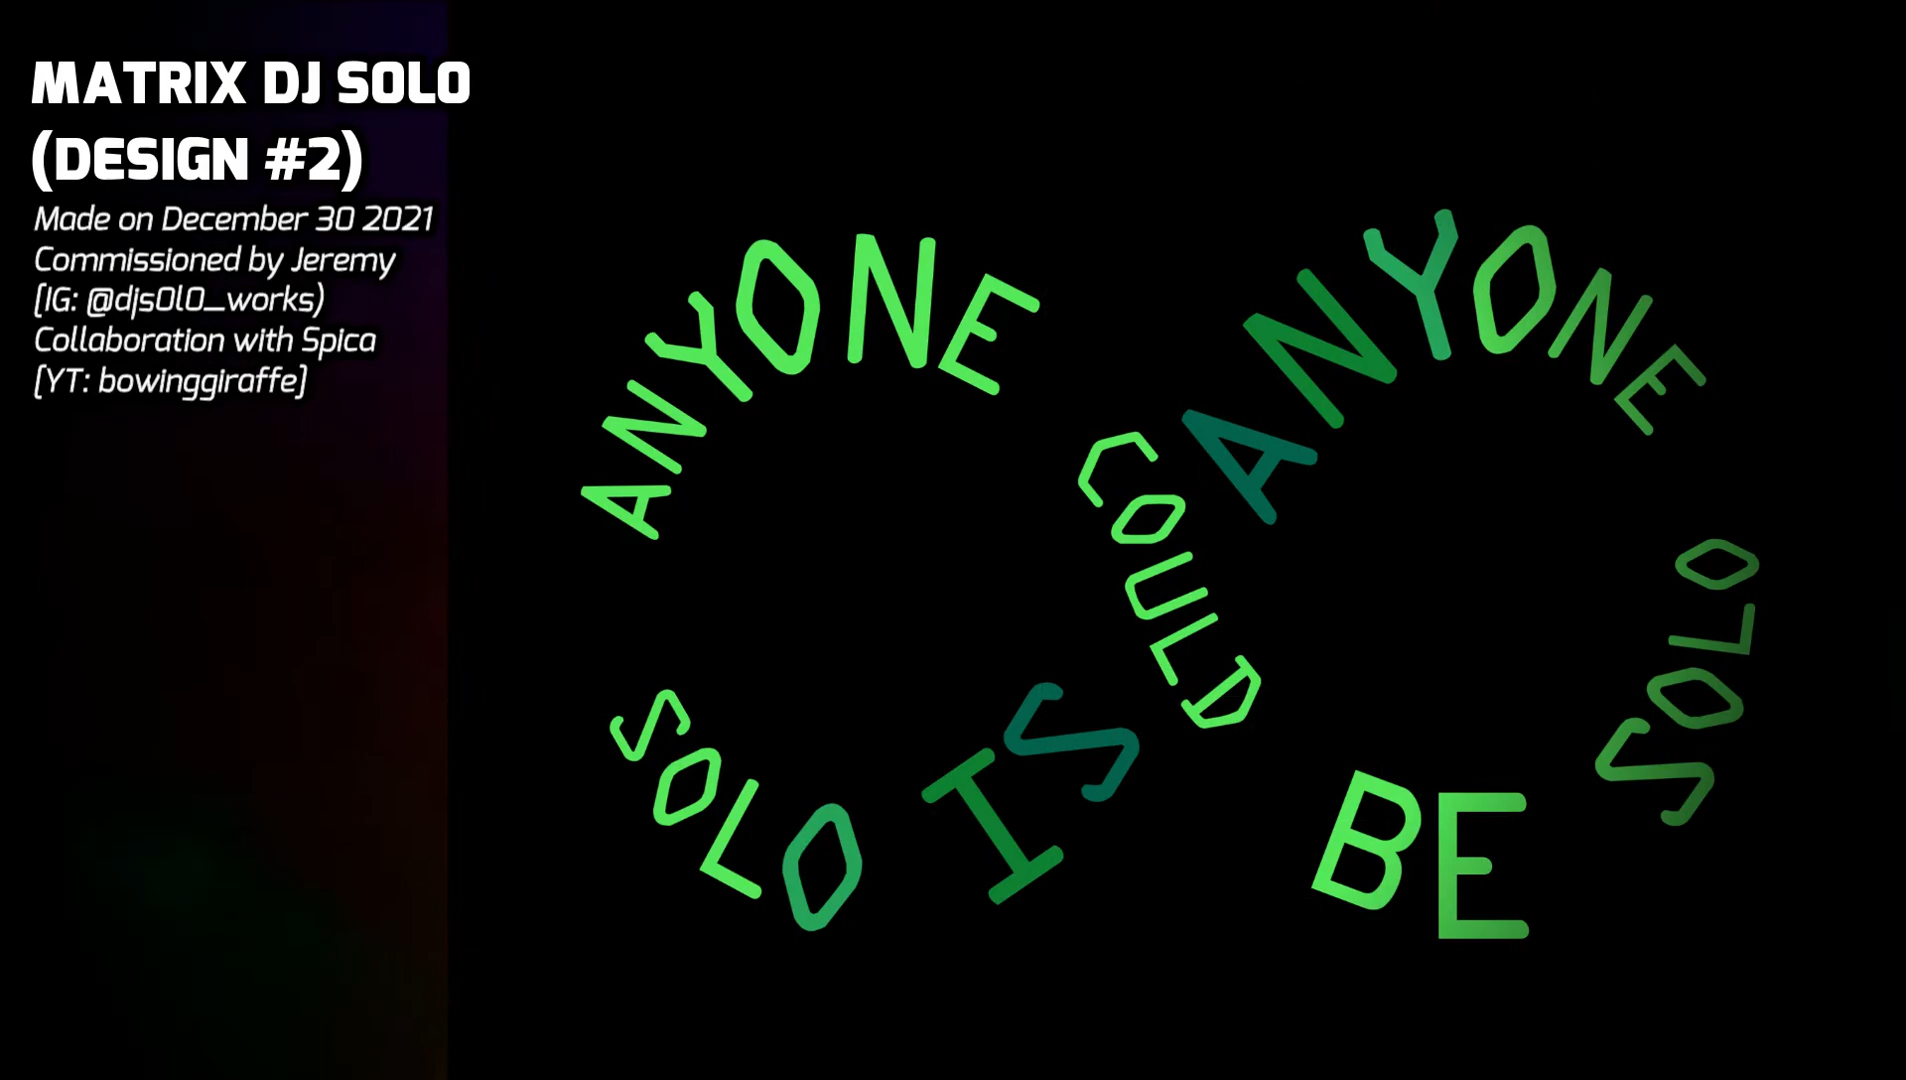 MATRIX DJ SOLO
(DESIGN #2)
Made on December 30 2021
Commissioned by Jeremy
[IG: @djs0l0_works)
Collaboration with Spica
[YT: bowinggiraffe]
ANYONE
COULD
BE
SOLO
SOLO
IS
ANYONE